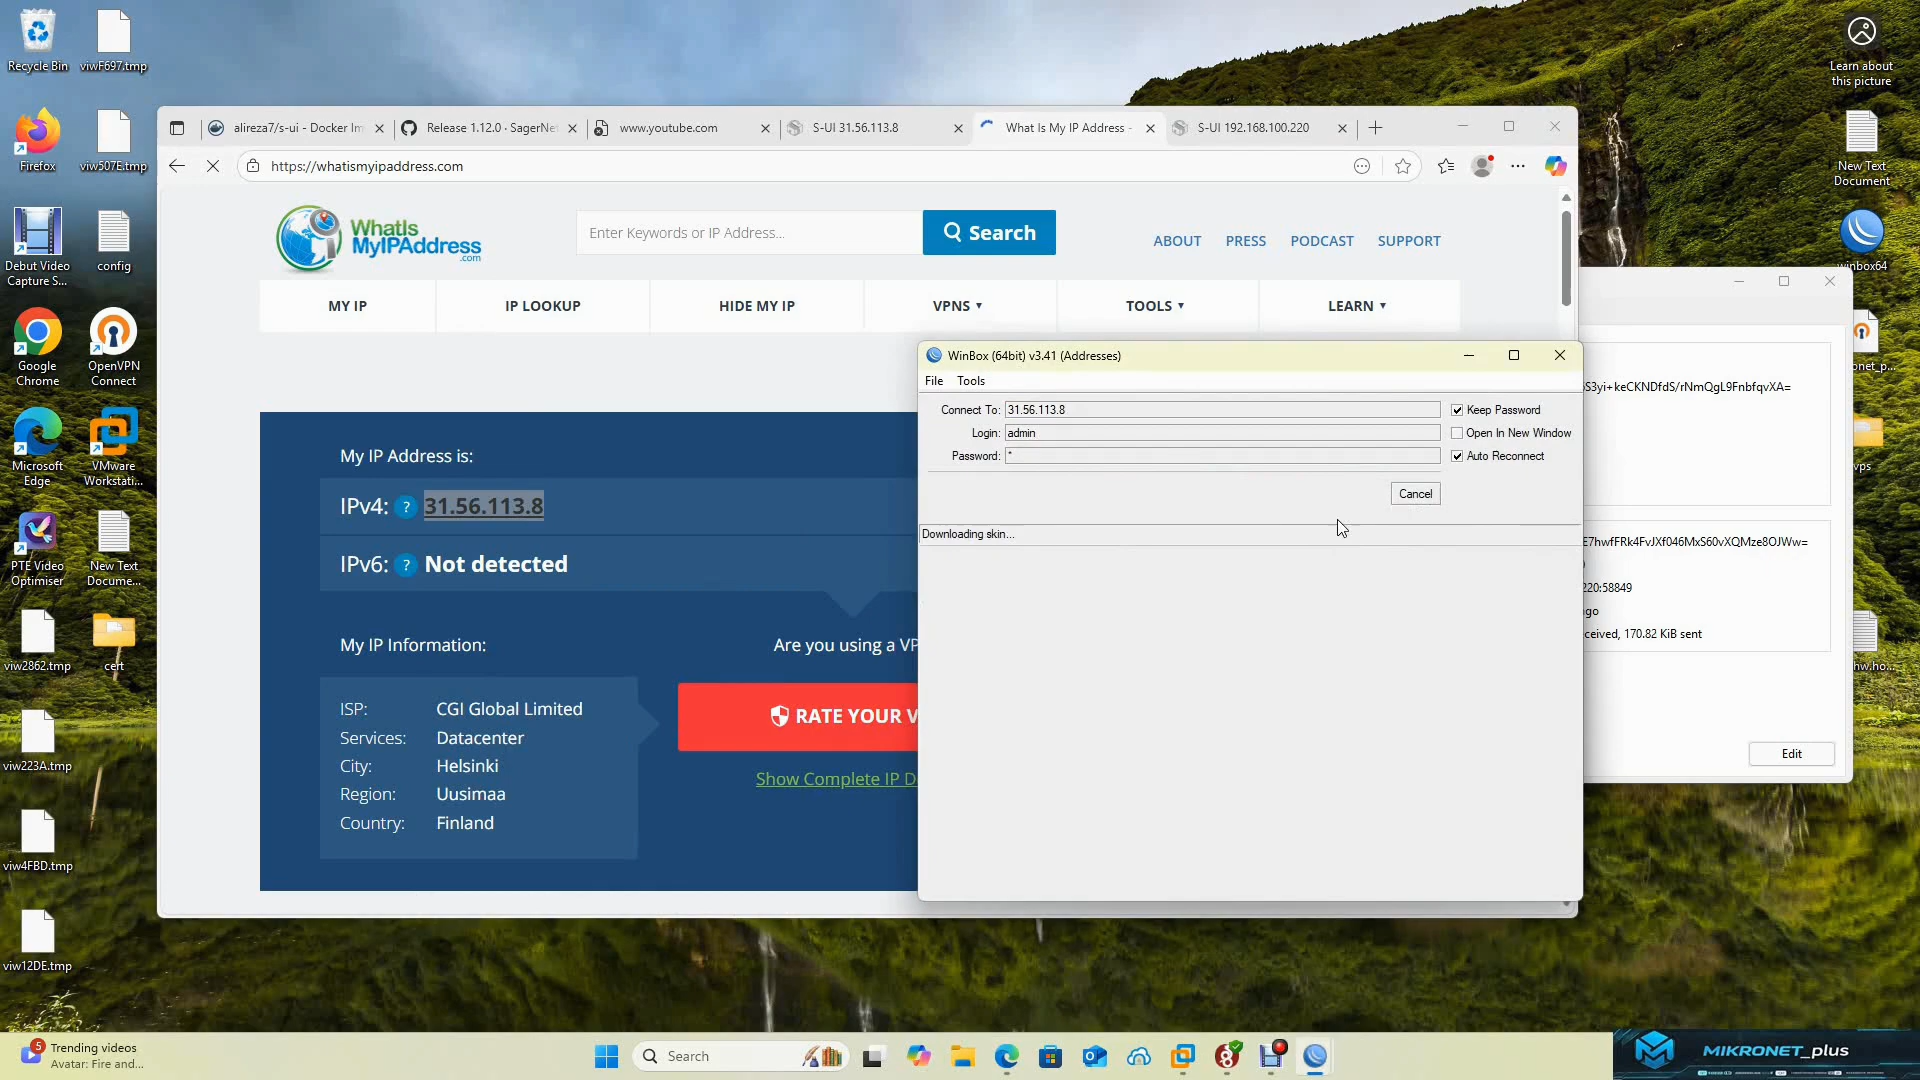 Recycle Bin
viwF697.tmp
Firefox
viw507E.tmp
Debut Video
Capture S...
config
Google
Chrome
OpenVPN
Connect
Microsoft
Edge
VMware
Workstati...
PTE Video
Optimiser
New Text
Docume...
viw2862.tmp
cert
viw223A.tmp
viw4FBD.tmp
viw12DE.tmp
Learn about
this picture
New Text
Document
winbox64
onet_p...
vps
hw.ho...
alireza7/s-ui - Docker Im
Release 1.12.0 · SagerNe
www.youtube.com
S-UI 31.56.113.8
What Is My IP Address -
S-UI 192.168.100.220
https://whatismyipaddress.com
WhatIs
MyIPAddress
.com
Enter Keywords or IP Address...
Search
ABOUT
PRESS
PODCAST
SUPPORT
MY IP
IP LOOKUP
HIDE MY IP
VPNS
TOOLS
LEARN
My IP Address is:
IPv4: ? 31.56.113.8
IPv6: ? Not detected
My IP Information:
Are you using a VP
ISP: CGI Global Limited
Services: Datacenter
City: Helsinki
Region: Uusimaa
Country: Finland
RATE YOUR V
Show Complete IP D
WinBox (64bit) v3.41 (Addresses)
File Tools
Connect To: 31.56.113.8
Keep Password
Login: admin
Open In New Window
Password: *
Auto Reconnect
Cancel
Downloading skin...
S3yi+keCKNDfdS/rNmQgL9FnbfqvXA=
E7hwfFRk4FvJXf046MxS60vXQMze8OJWw=
220:58849
go
ceived, 170.82 KiB sent
Edit
5
Trending videos
Avatar: Fire and...
Search
MIKRONET_plus